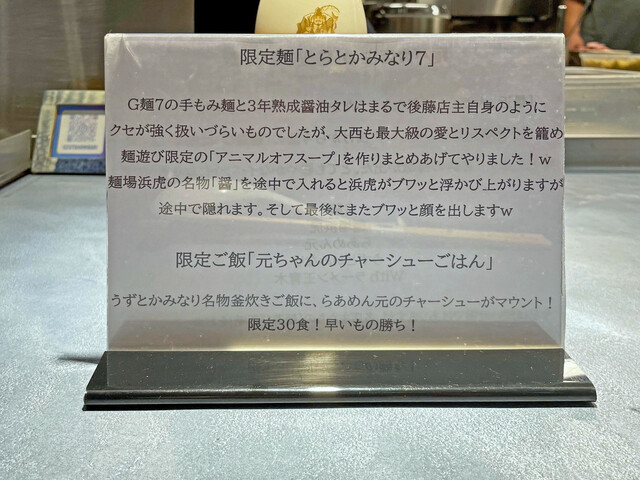 限定麺「とらとかみなり7」
G麺7の手もみ麺と3年熟成醤油タレはまるで後藤店主自身のように
クセが強く扱いづらいものでしたが、大西も最大級の愛とリスペクトを籠め
麺遊び限定の「アニマルオフスープ」を作りまとめあげてやりました！w
麺場浜虎の名物「醤」を途中で入れると浜虎がブワッと浮かび上がりますが
途中で隠れます。そして最後にまたブワッと顔を出しますw
限定ご飯「元ちゃんのチャーシューごはん」
うずとかみなり名物釜炊きご飯に、らあめん元のチャーシューがマウント！
限定30食！早いもの勝ち！